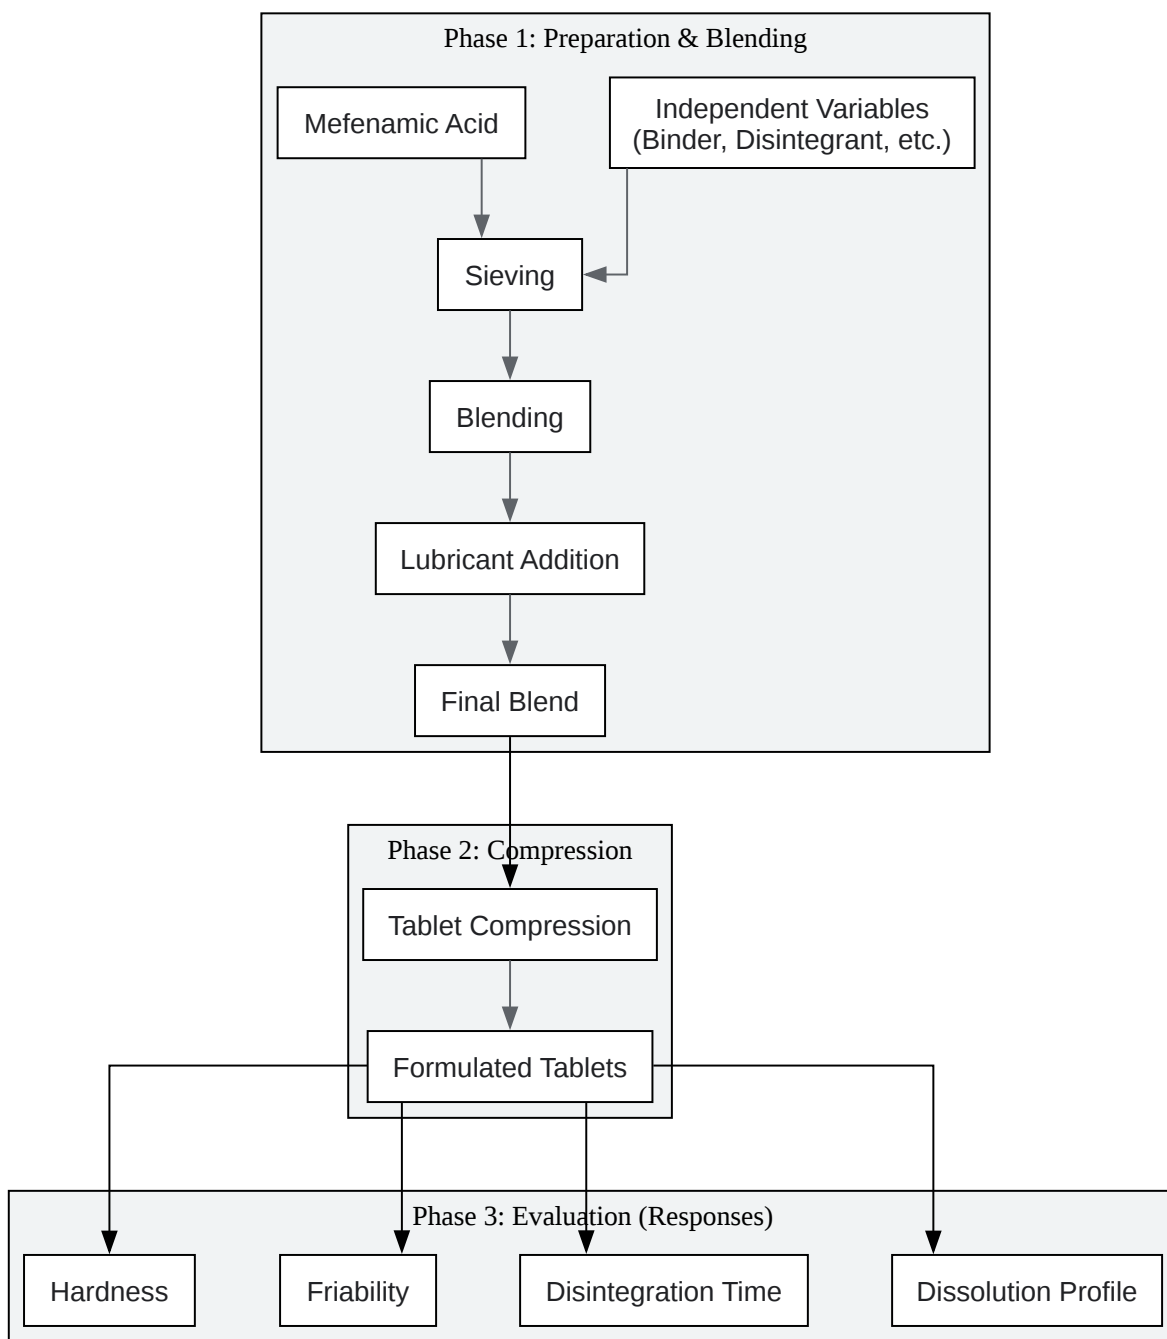 Phase 1: Preparation & Blending
Mefenamic Acid
Independent Variables
(Binder, Disintegrant, etc.)
Sieving
Blending
Lubricant Addition
Final Blend
Phase 2: Compression
Tablet Compression
Formulated Tablets
Phase 3: Evaluation (Responses)
Hardness
Friability
Disintegration Time
Dissolution Profile